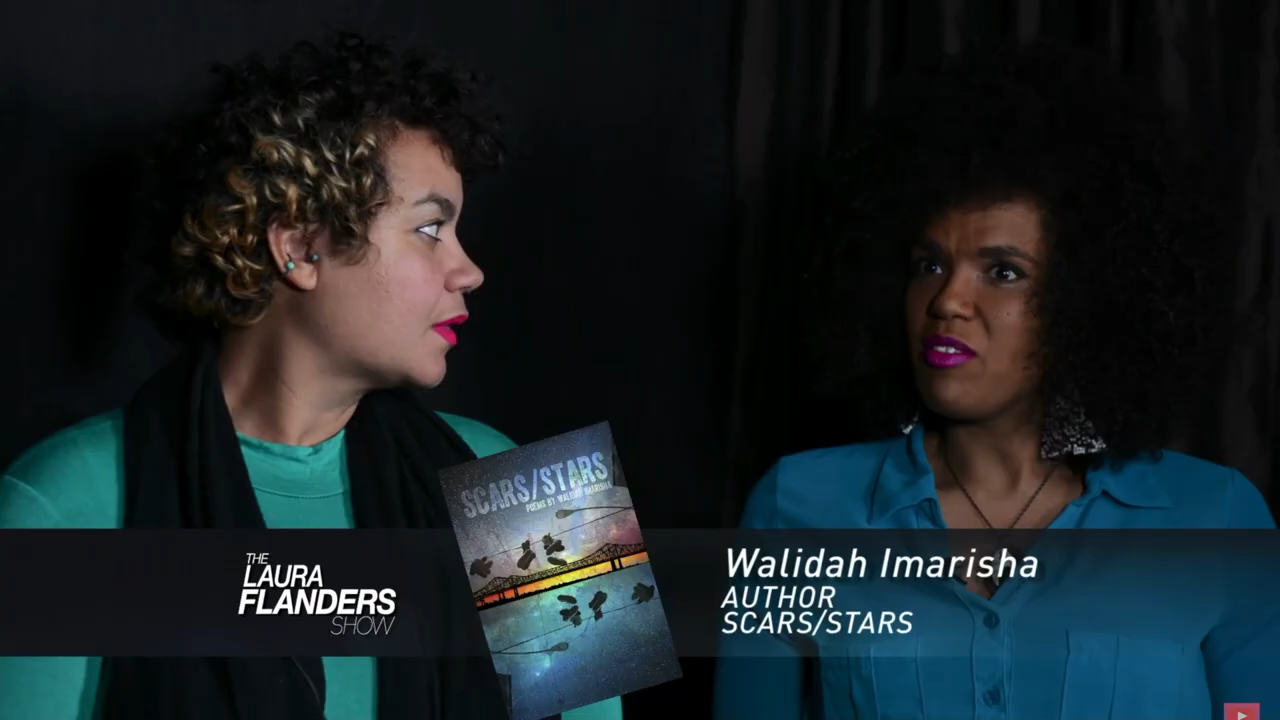 SCARS/STARS
POEMS BY WALIDAH IMARISHA
THE
LAURA
FLANDERS
SHOW
Walidah Imarisha
AUTHOR
SCARS/STARS